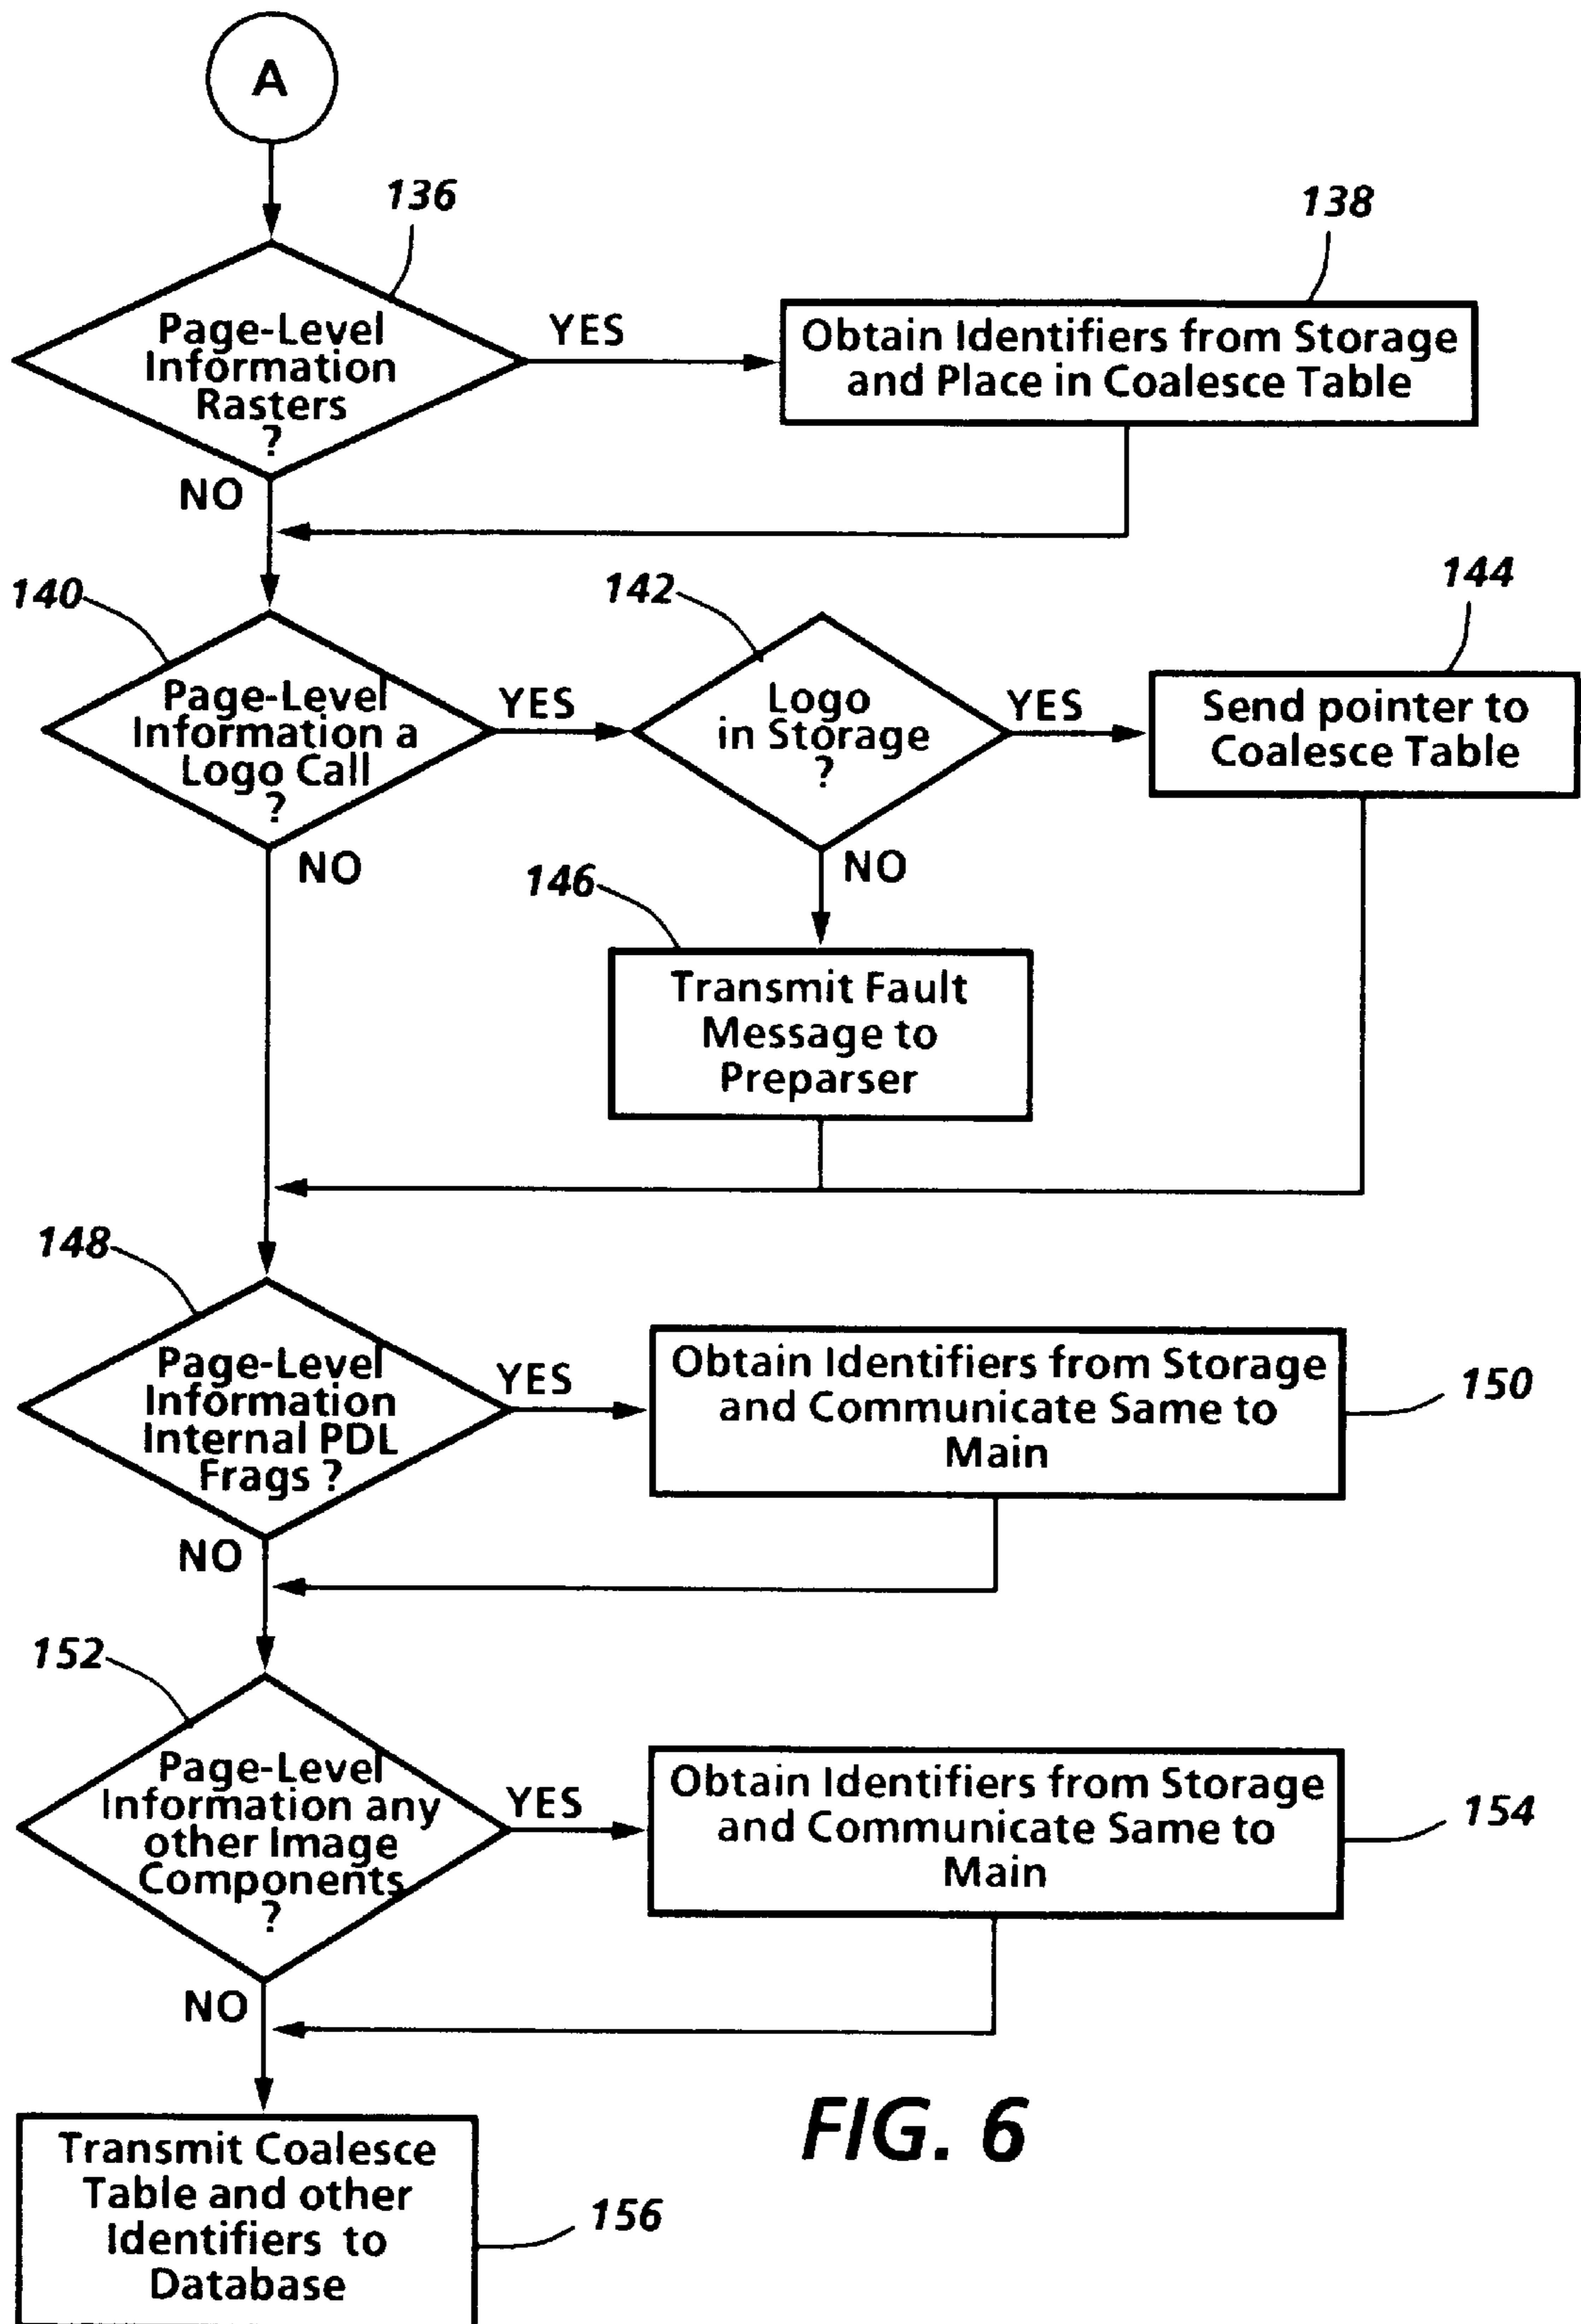 A
136
138
Page-Level
Information
Rasters
?
YES
Obtain Identifiers from Storage
and Place in Coalesce Table
NO
140
142
144
Page-Level
Information a
Logo Call
?
YES
Logo
in Storage
?
YES
Send pointer to
Coalesce Table
NO
NO
146
Transmit Fault
Message to
Preparser
148
Page-Level
Information
Internal PDL
Frags ?
YES
Obtain Identifiers from Storage
and Communicate Same to
Main
150
NO
152
Page-Level
Information any
other Image
Components
?
YES
Obtain Identifiers from Storage
and Communicate Same to
Main
154
NO
Transmit Coalesce
Table and other
Identifiers to
Database
156
FIG. 6